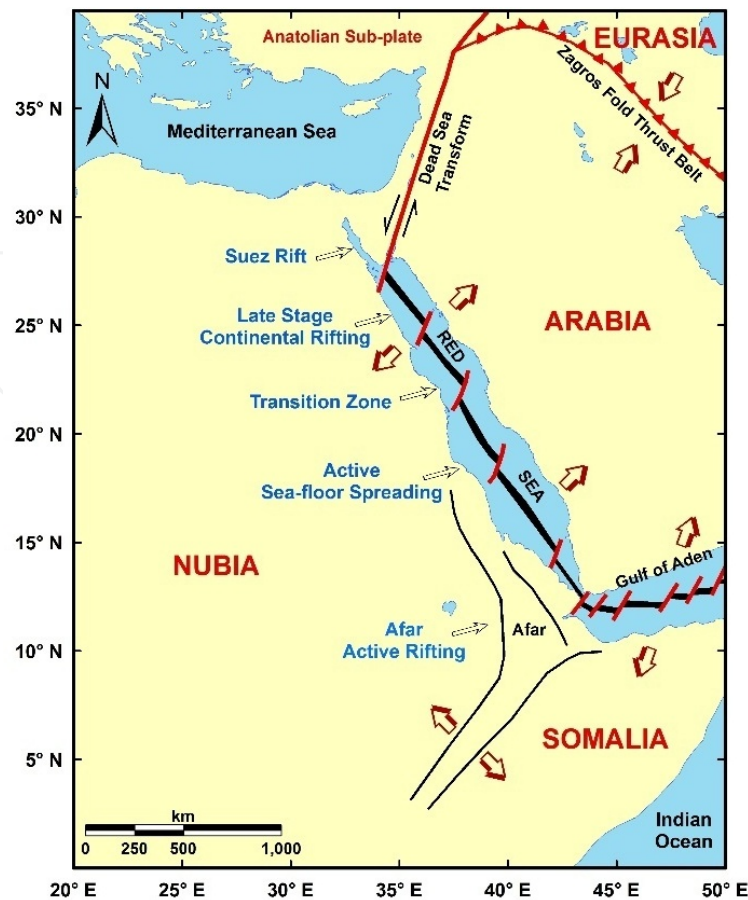 Anatolian Sub-plate
EURASIA
N
35° N
Zagros Fold Thrust Belt
Mediterranean Sea
Dead Sea
Transform
30° N
Suez Rift
25° N
Late Stage
Continental Rifting
RED
ARABIA
Transition Zone
20° N
Active
Sea-floor Spreading
SEA
15° N
NUBIA
Gulf of Aden
10° N
Afar
Active Rifting
Afar
5° N
SOMALIA
km
0 250 500 1,000
Indian
Ocean
20° E 25° E 30° E 35° E 40° E 45° E 50° E